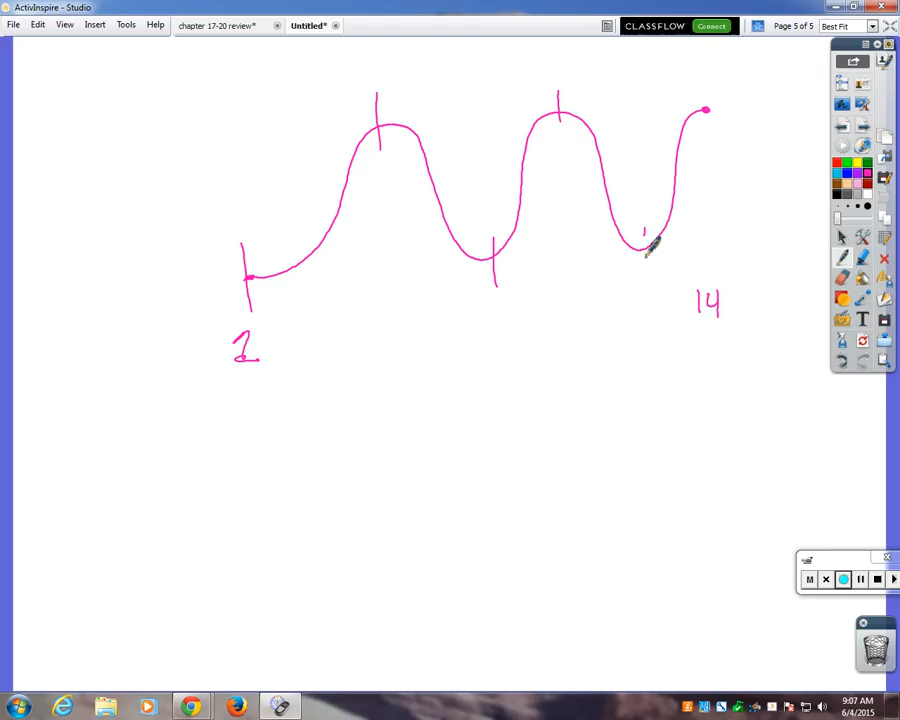 ActivInspire - Studio
File Edit View Insert Tools Help
chapter 17-20 review* Untitled*
CLASSFLOW Connect
Page 5 of 5 Best Fit
14
2
M
T
9:07 AM
6/4/2015